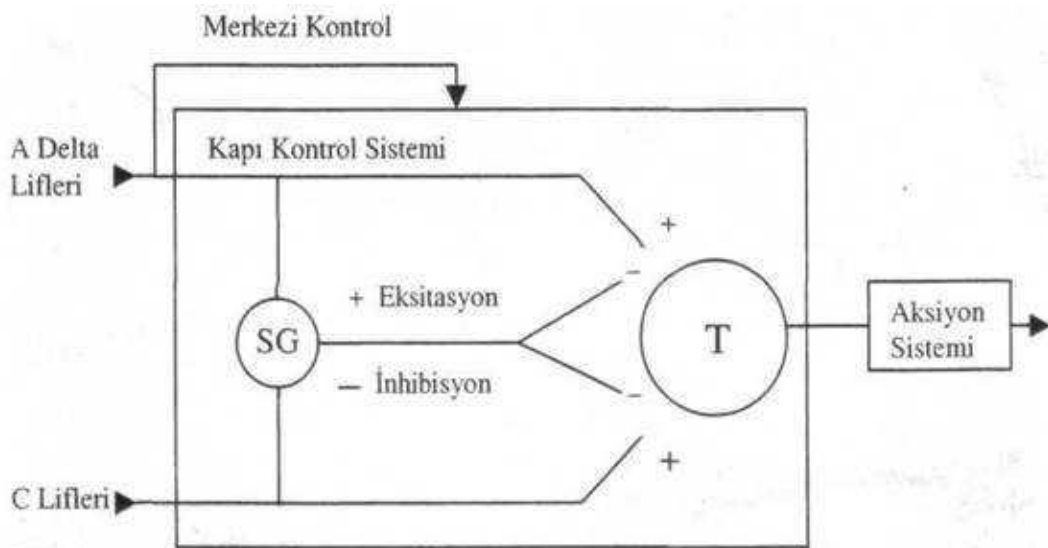 Merkezi Kontrol
A Delta
Lifleri
Kapı Kontrol Sistemi
+
-
+ Eksitasyon
SG
T
Aksiyon
Sistemi
— İnhibisyon
-
+
C Lifleri